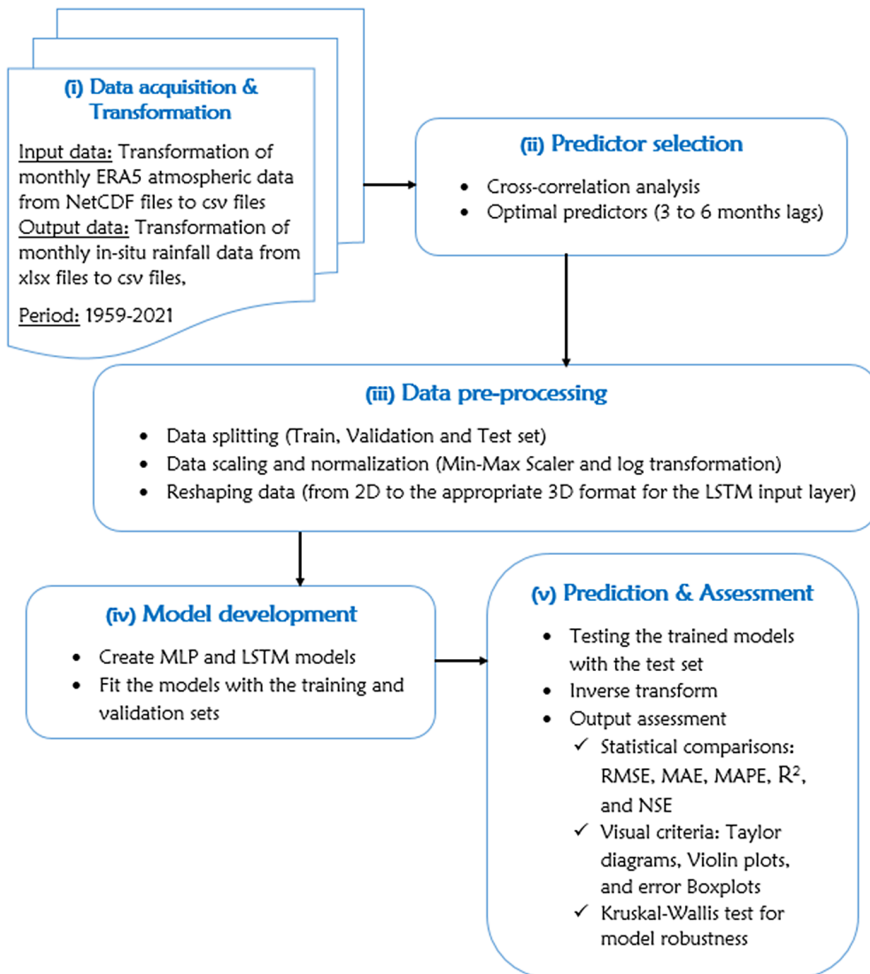 (i) Data acquisition &
Transformation
Input data: Transformation of
monthly ERA5 atmospheric data
from NetCDF files to csv files
Output data: Transformation of
monthly in-situ rainfall data from
xlsx files to csv files,
Period: 1959-2021
(ii) Predictor selection
• Cross-correlation analysis
• Optimal predictors (3 to 6 months lags)
(iii) Data pre-processing
• Data splitting (Train, Validation and Test set)
• Data scaling and normalization (Min-Max Scaler and log transformation)
• Reshaping data (from 2D to the appropriate 3D format for the LSTM input layer)
(iv) Model development
• Create MLP and LSTM models
• Fit the models with the training and
validation sets
(v) Prediction & Assessment
• Testing the trained models
with the test set
• Inverse transform
• Output assessment
✓ Statistical comparisons:
RMSE, MAE, MAPE, R²,
and NSE
✓ Visual criteria: Taylor
diagrams, Violin plots,
and error Boxplots
✓ Kruskal-Wallis test for
model robustness